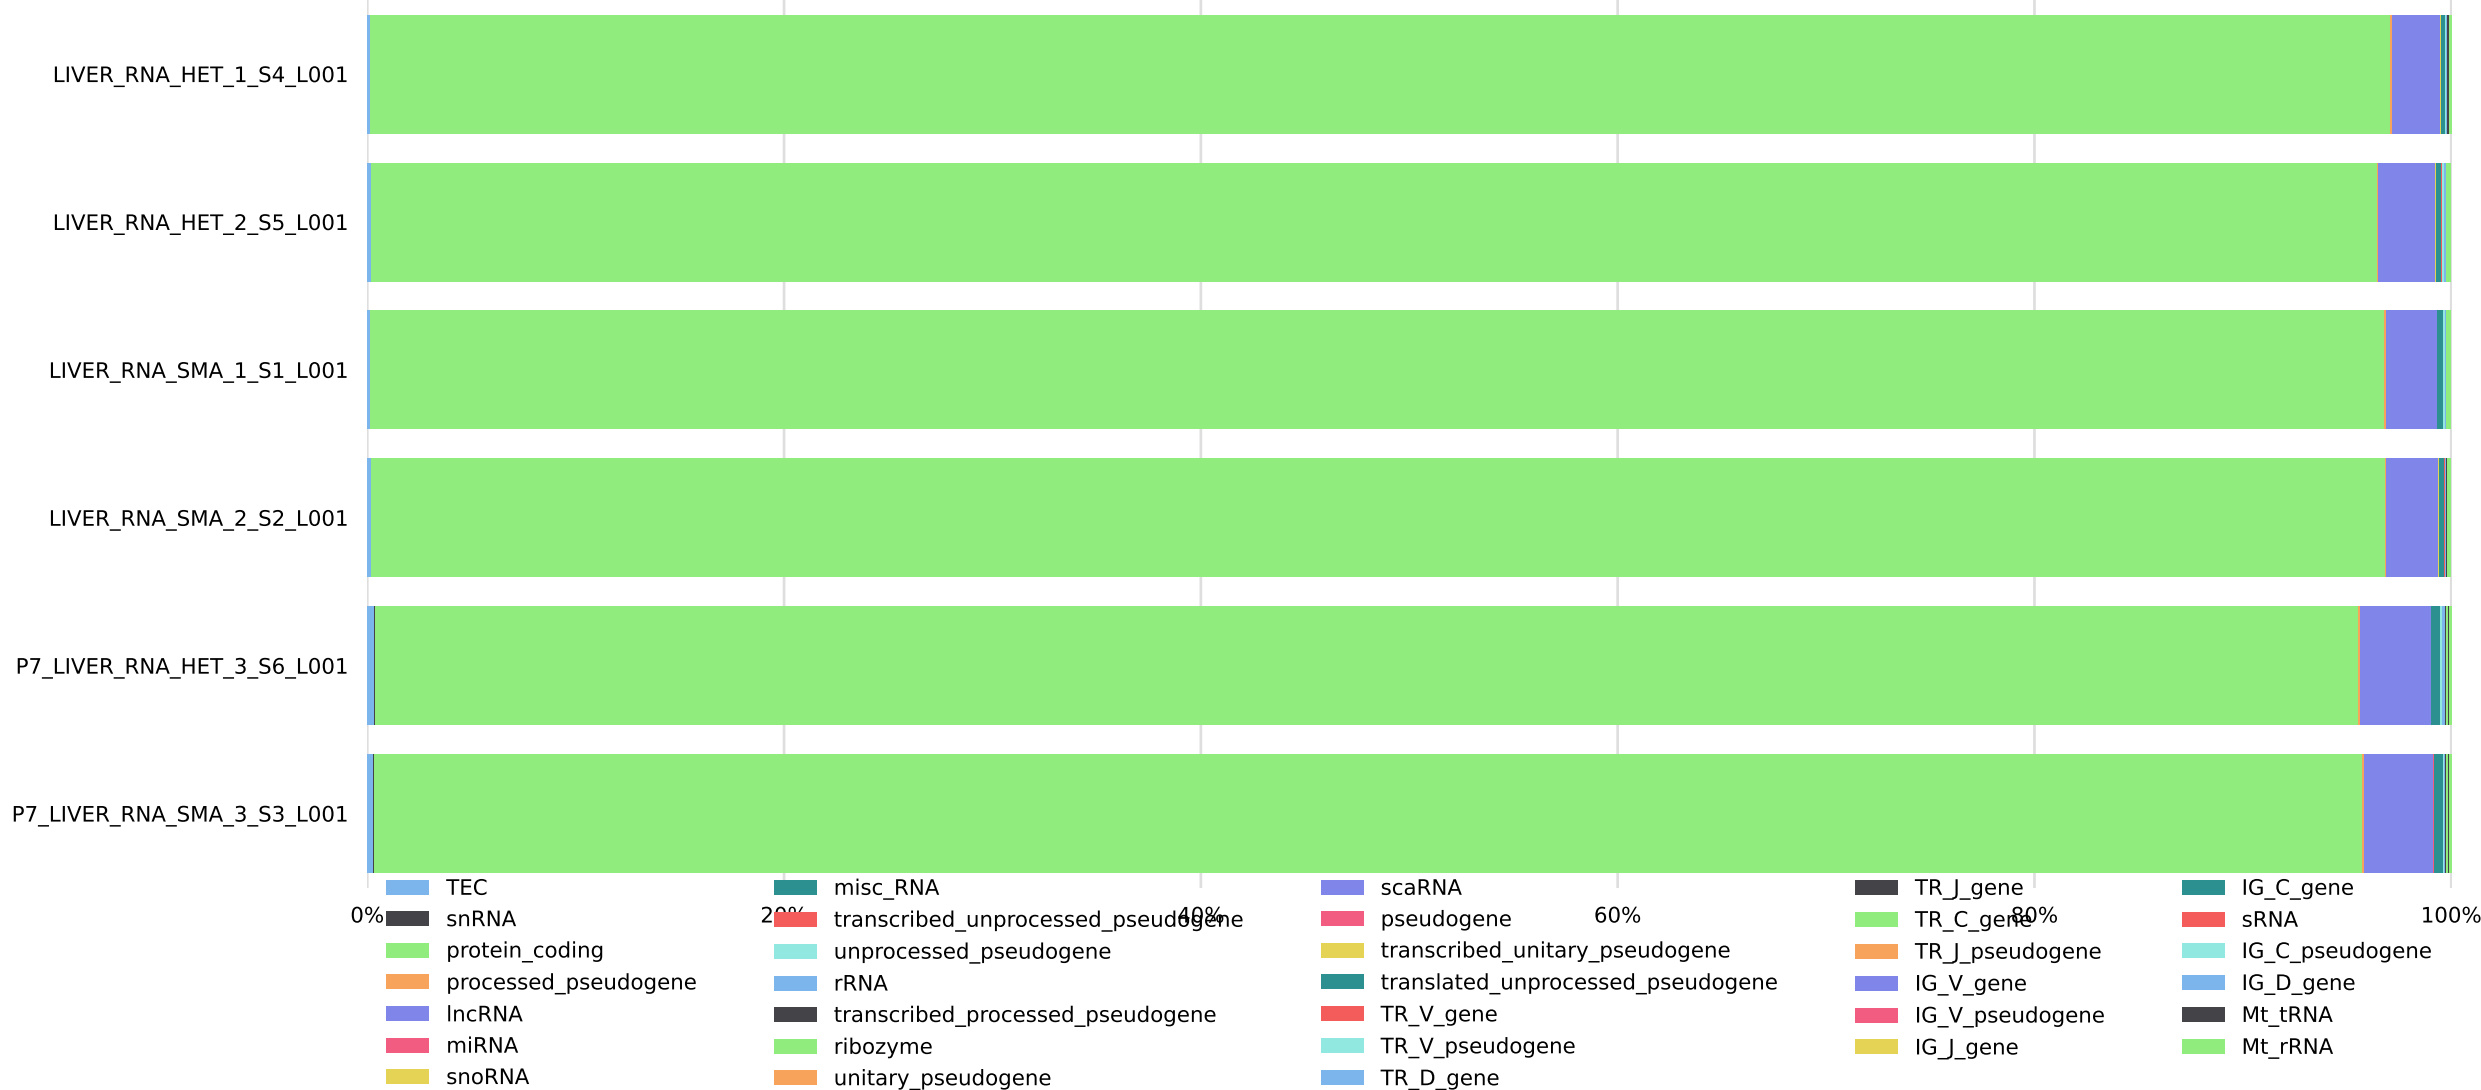 LIVER_RNA_HET_1_S4_L001
LIVER_RNA_HET_2_S5_L001
LIVER_RNA_SMA_1_S1_L001
LIVER_RNA_SMA_2_S2_L001
P7_LIVER_RNA_HET_3_S6_L001
P7_LIVER_RNA_SMA_3_S3_L001
0% 20% 40% 60% 80% 100%
TEC
snRNA
protein_coding
processed_pseudogene
lncRNA
miRNA
snoRNA
misc_RNA
transcribed_unprocessed_pseudogene
unprocessed_pseudogene
rRNA
transcribed_processed_pseudogene
ribozyme
unitary_pseudogene
scaRNA
pseudogene
transcribed_unitary_pseudogene
translated_unprocessed_pseudogene
TR_V_gene
TR_V_pseudogene
TR_D_gene
TR_J_gene
TR_C_gene
TR_J_pseudogene
IG_V_gene
IG_V_pseudogene
IG_J_gene
IG_C_gene
sRNA
IG_C_pseudogene
IG_D_gene
Mt_tRNA
Mt_rRNA